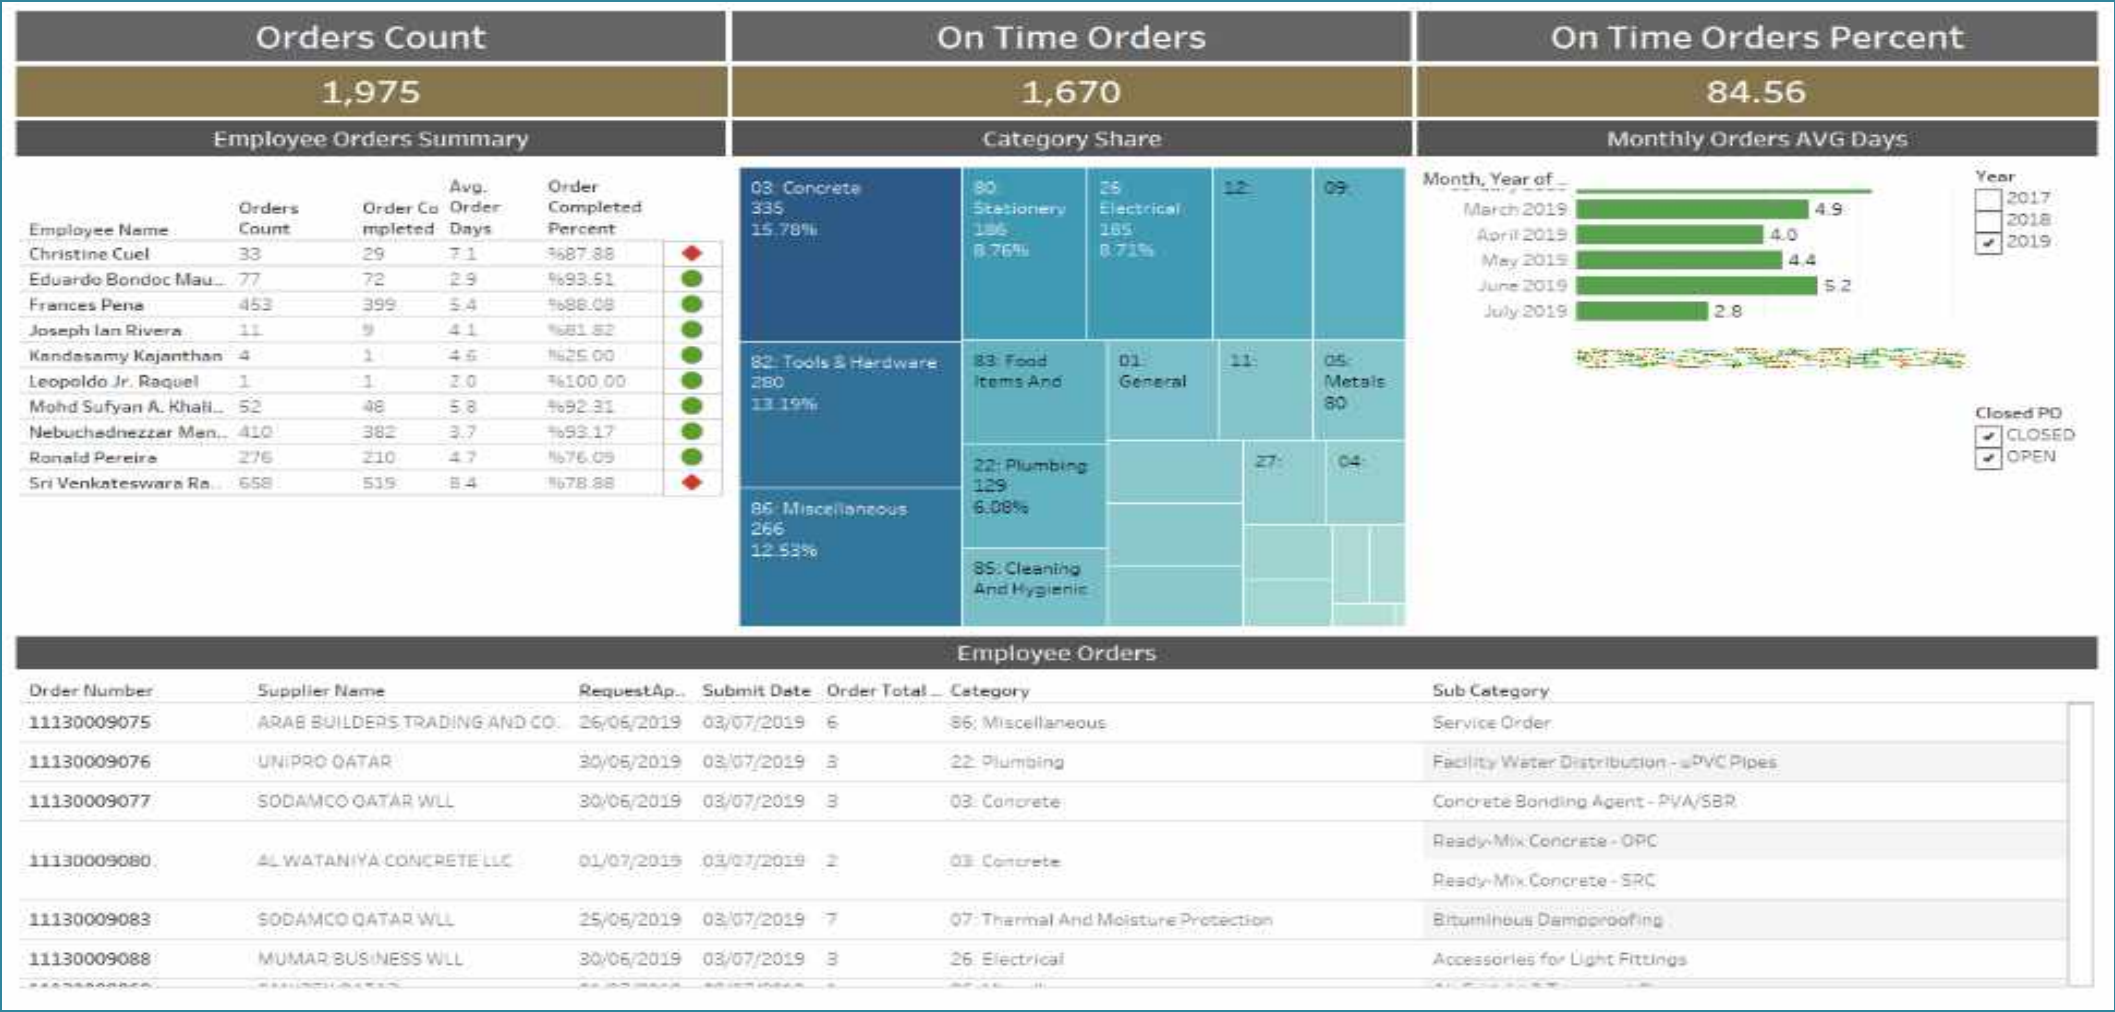 Orders Count
On Time Orders
On Time Orders Percent
1,975
1,670
84.56
Employee Orders Summary
Category Share
Monthly Orders AVG Days
Employee Name
Orders Count
Order Completed
Avg. Order Days
Order Completed Percent
Christine Cuel 33 29 7.1 %87.88
Eduardo Bondoc Mau... 77 72 2.9 %93.51
Frances Pena 453 399 5.4 %88.08
Joseph Ian Rivera 11 9 4.1 %81.82
Kandasamy Kajanthan 4 1 4.6 %25.00
Leopoldo Jr. Raquel 1 1 2.0 %100.00
Mohd Sufyan A. Khali... 52 48 5.8 %92.31
Nebuchadnezzar Man... 410 382 3.7 %93.17
Ronald Pereira 276 210 4.7 %76.09
Sri Venkateswara Ra... 658 519 8.4 %78.88
03: Concrete
335
15.78%
82: Tools & Hardware
280
13.19%
86: Miscellaneous
266
12.53%
80:
Stationery
186
8.76%
26:
Electrical
185
8.71%
12:
09:
83: Food
Items And
01:
General
11:
05:
Metals
80
22: Plumbing
129
6.08%
27:
04:
85: Cleaning
And Hygienic
Month, Year of ...
March 2019 4.9
April 2019 4.0
May 2019 4.4
June 2019 5.2
July 2019 2.8
Year
2017
2018
2019
Closed PO
CLOSED
OPEN
Employee Orders
Order Number Supplier Name RequestAp... Submit Date Order Total ... Category Sub Category
11130009075 ARAB BUILDERS TRADING AND CO... 26/06/2019 03/07/2019 6 86: Miscellaneous Service Order
11130009076 UNIPRO QATAR 30/06/2019 03/07/2019 3 22: Plumbing Facility Water Distribution - uPVC Pipes
11130009077 SODAMCO QATAR WLL 30/06/2019 03/07/2019 3 03: Concrete Concrete Bonding Agent - PVA/SBR
11130009080 AL WATANIYA CONCRETE LLC 01/07/2019 03/07/2019 2 03: Concrete Ready-Mix Concrete - OPC
Ready-Mix Concrete - SRC
11130009083 SODAMCO QATAR WLL 25/06/2019 03/07/2019 7 07: Thermal And Moisture Protection Bituminous Dampproofing
11130009088 MUMAR BUSINESS WLL 30/06/2019 03/07/2019 3 26: Electrical Accessories for Light Fittings